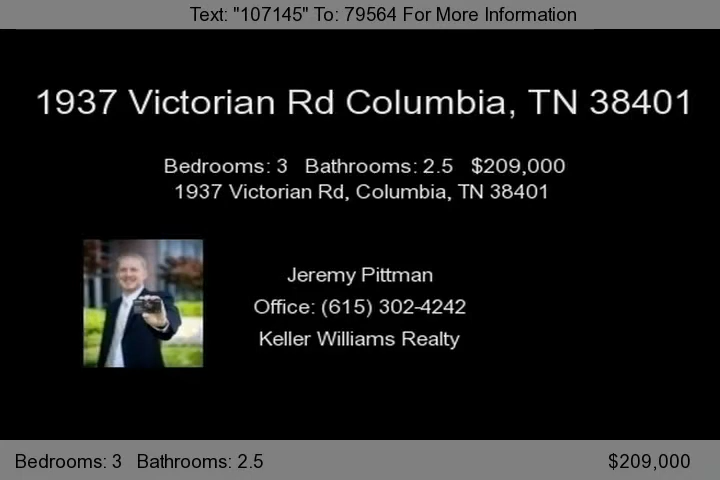 Text: "107145" To: 79564 For More Information
1937 Victorian Rd Columbia, TN 38401
Bedrooms: 3 Bathrooms: 2.5 $209,000
1937 Victorian Rd, Columbia, TN 38401
Jeremy Pittman
Office: (615) 302-4242
Keller Williams Realty
Bedrooms: 3 Bathrooms: 2.5 $209,000